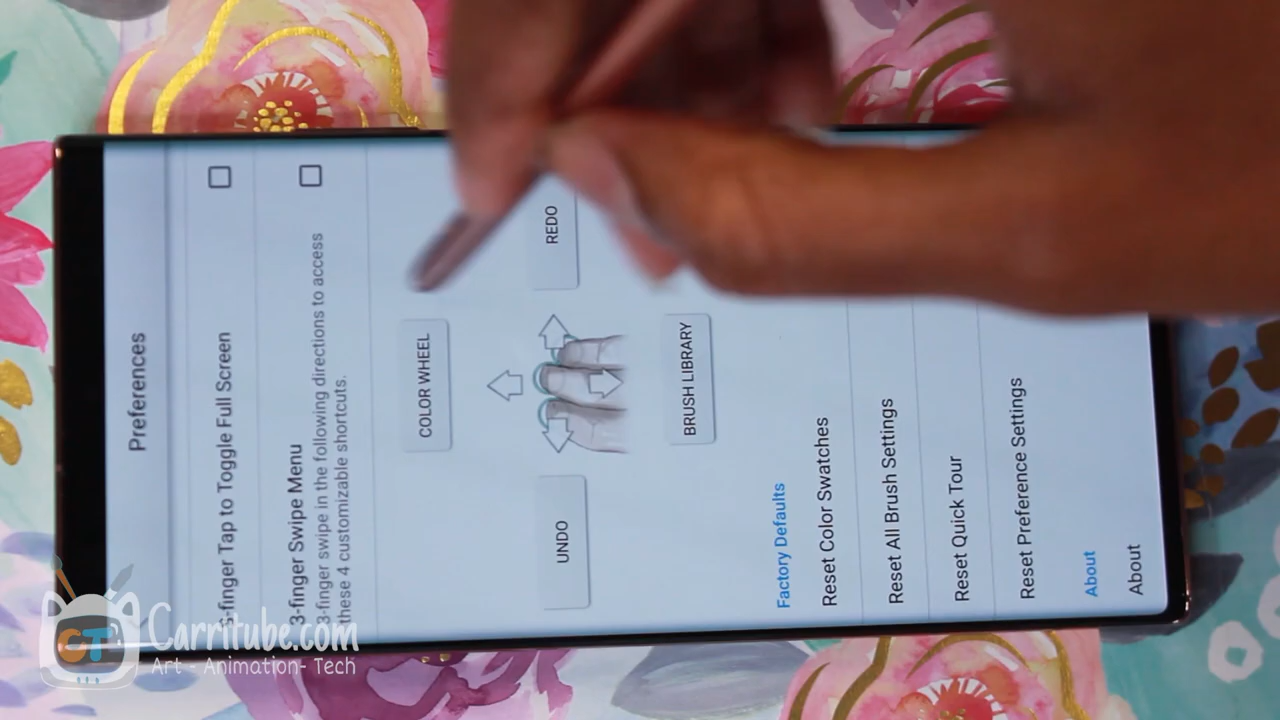 Preferences
3-finger Tap to Toggle Full Screen
3-finger Swipe Menu
3-finger swipe in the following directions to access
these 4 customizable shortcuts.
COLOR WHEEL
UNDO
REDO
BRUSH LIBRARY
Factory Defaults
Reset Color Swatches
Reset All Brush Settings
Reset Quick Tour
Reset Preference Settings
About
About
CT
Carritube.com
Art - Animation- Tech